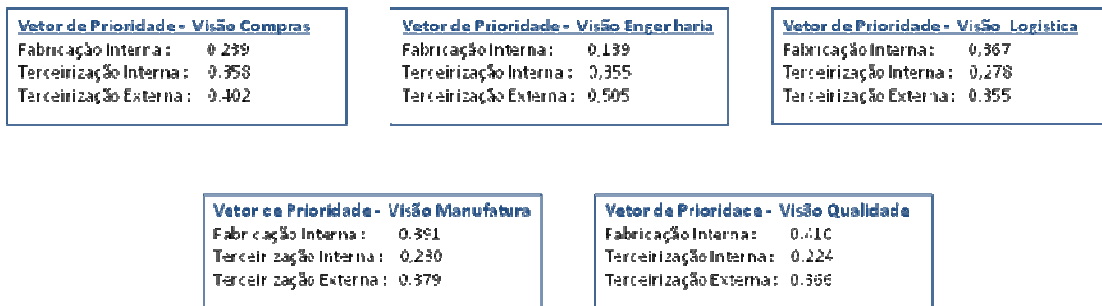 Vetor de Prioridade - Visão Compras
Fabricação Interna: 0.239
Terceirização Interna: 0.358
Terceirização Externa: 0.402
Vetor de Prioridade - Visão Engenharia
Fabricação Interna: 0,139
Terceirização Interna: 0,355
Terceirização Externa: 0,505
Vetor de Prioridade - Visão Logistica
Fabricação Interna: 0,367
Terceirização Interna: 0,278
Terceirização Externa: 0.355
Vetor de Prioridade - Visão Manufatura
Fabricação Interna: 0.391
Terceirização Interna: 0,230
Terceirização Externa: 0.379
Vetor de Prioridade - Visão Qualidade
Fabricação Interna: 0.410
Terceirização Interna: 0.224
Terceirização Externa: 0.366